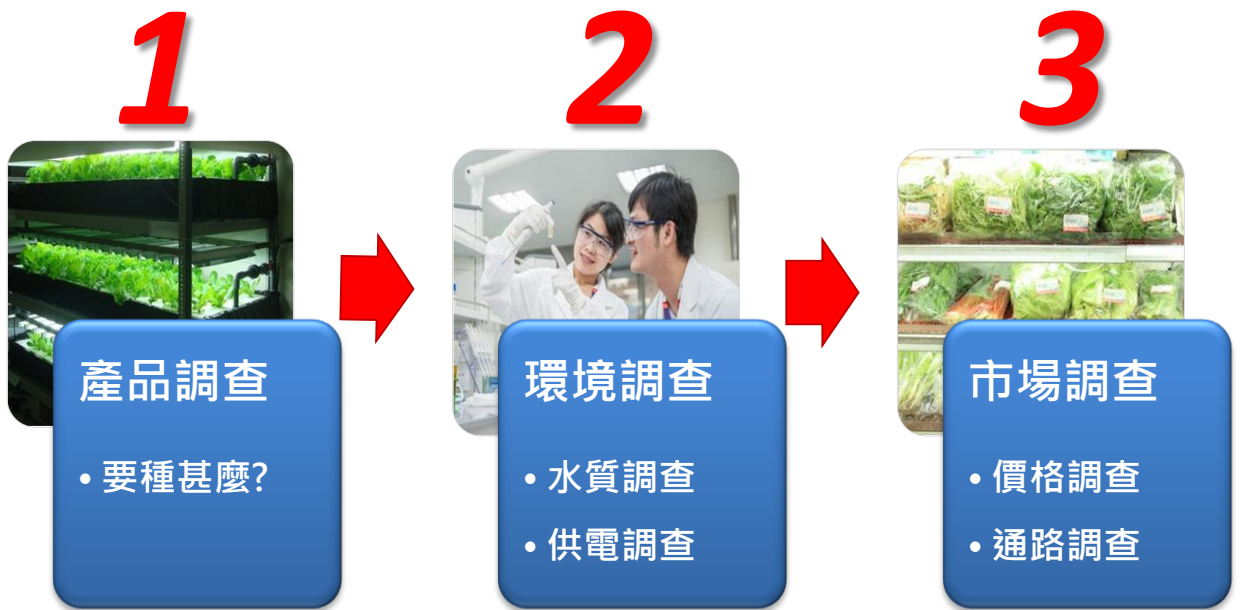 1
2
3
產品調查
• 要種甚麼?
環境調查
• 水質調查
• 供電調查
市場調查
• 價格調查
• 通路調查